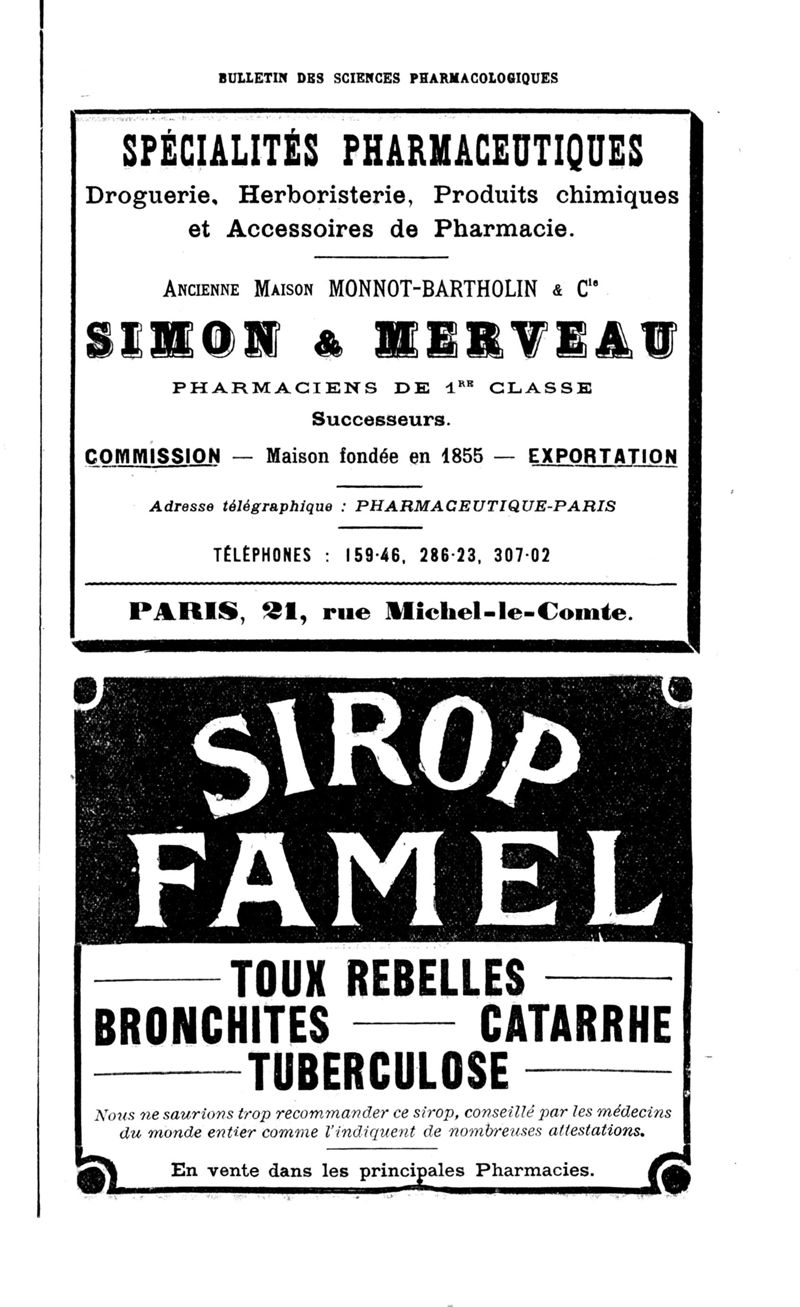 BULLETIN DES SCIENCES PHARMACOLOGIQUES
SPÉCIALITÉS PHARMACEUTIQUES
Droguerie, Herboristerie, Produits chimiques
et Accessoires de Pharmacie.
ANCIENNE MAISON MONNOT-BARTHOLIN & Cie
SIMON & MERVEAU
PHARMACIENS DE 1RE CLASSE
Successeurs.
COMMISSION — Maison fondée en 1855 — EXPORTATION
Adresse télégraphique : PHARMACEUTIQUE-PARIS
TÉLÉPHONES : 159-46, 286-23, 307-02
PARIS, 21, rue Michel-le-Comte.
SIROP
FAMEL
TOUX REBELLES
BRONCHITES — CATARRHE
TUBERCULOSE
Nous ne saurions trop recommander ce sirop, conseillé par les médecins
du monde entier comme l'indiquent de nombreuses attestations.
En vente dans les principales Pharmacies.